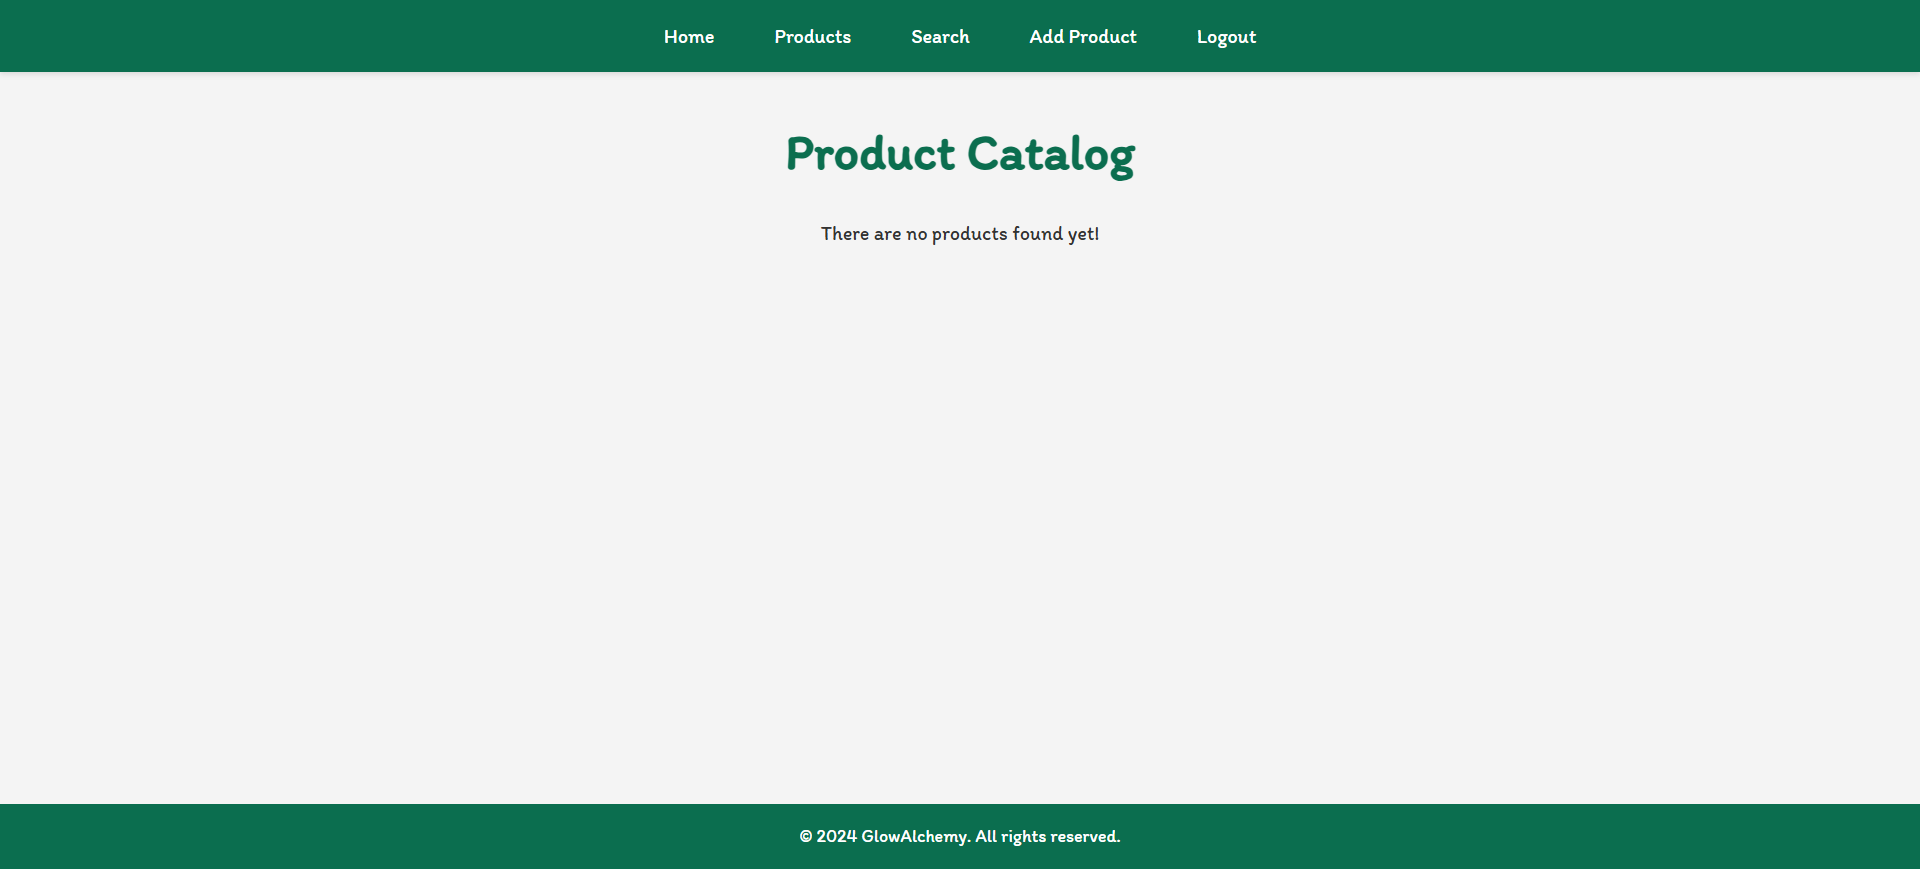 Home Products Search Add Product Logout
Product Catalog
There are no products found yet!
© 2024 GlowAlchemy. All rights reserved.